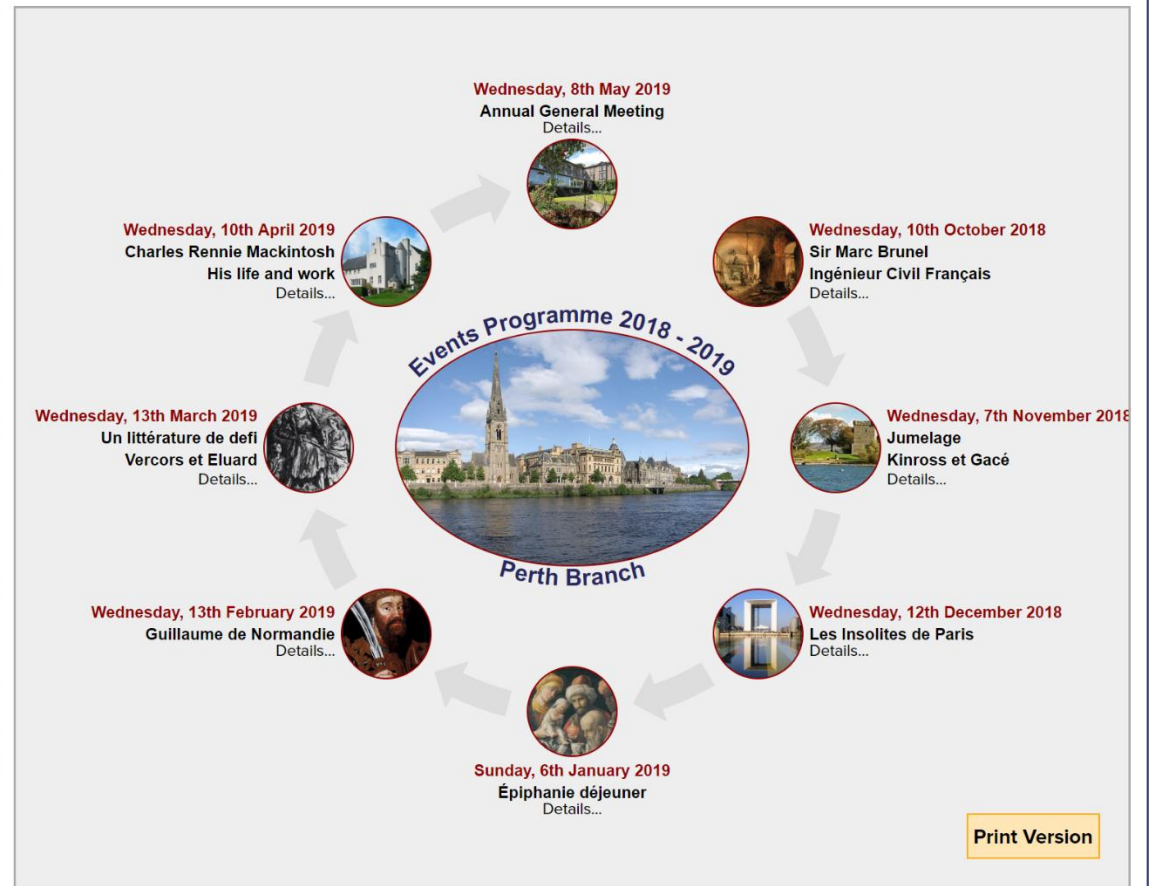 Events Programme 2018 - 2019
Perth Branch
Wednesday, 10th October 2018
Sir Marc Brunel
Ingénieur Civil Français
Details...
Wednesday, 7th November 2018
Jumelage
Kinross et Gacé
Details...
Wednesday, 12th December 2018
Les Insolites de Paris
Details...
Sunday, 6th January 2019
Épiphanie déjeuner
Details...
Wednesday, 13th February 2019
Guillaume de Normandie
Details...
Wednesday, 13th March 2019
Un littérature de defi
Vercors et Eluard
Details...
Wednesday, 10th April 2019
Charles Rennie Mackintosh
His life and work
Details...
Wednesday, 8th May 2019
Annual General Meeting
Details...
Print Version